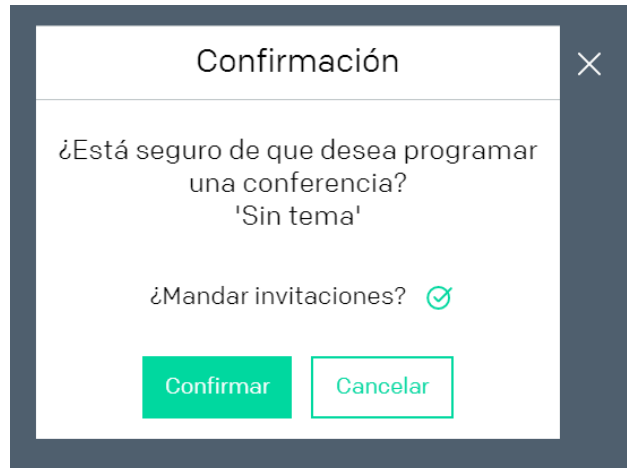 Confirmación
¿Está seguro de que desea programar
una conferencia?
'Sin tema'
¿Mandar invitaciones?
Confirmar
Cancelar